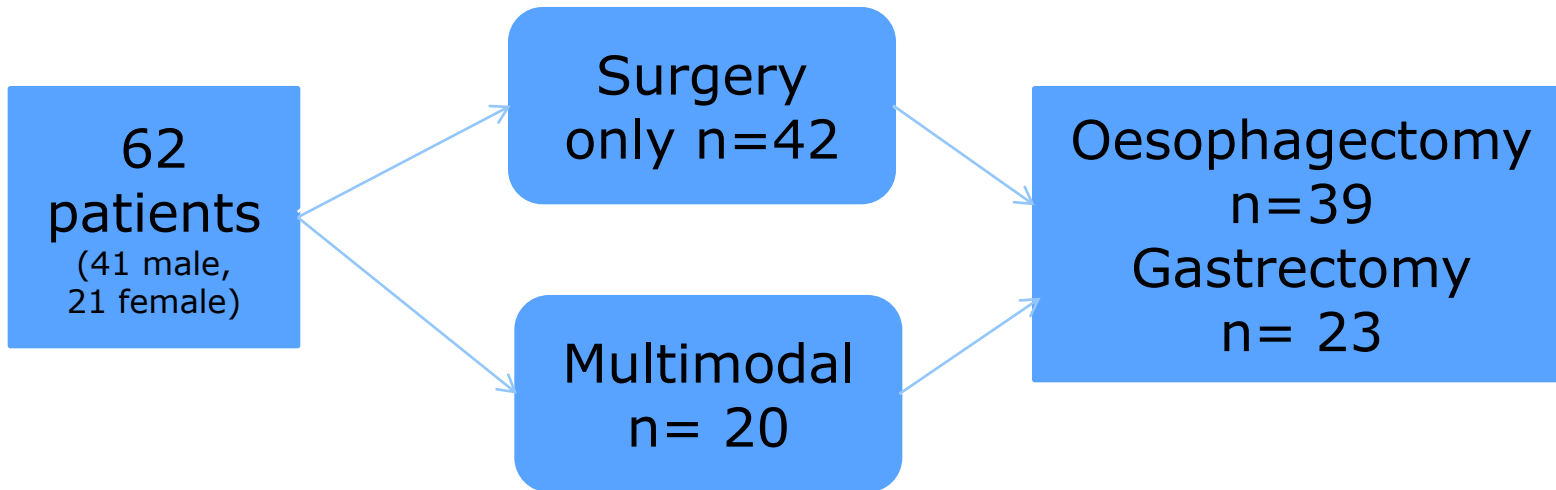 62
patients
(41 male,
21 female)
Surgery
only n=42
Multimodal
n= 20
Oesophagectomy
n=39
Gastrectomy
n= 23